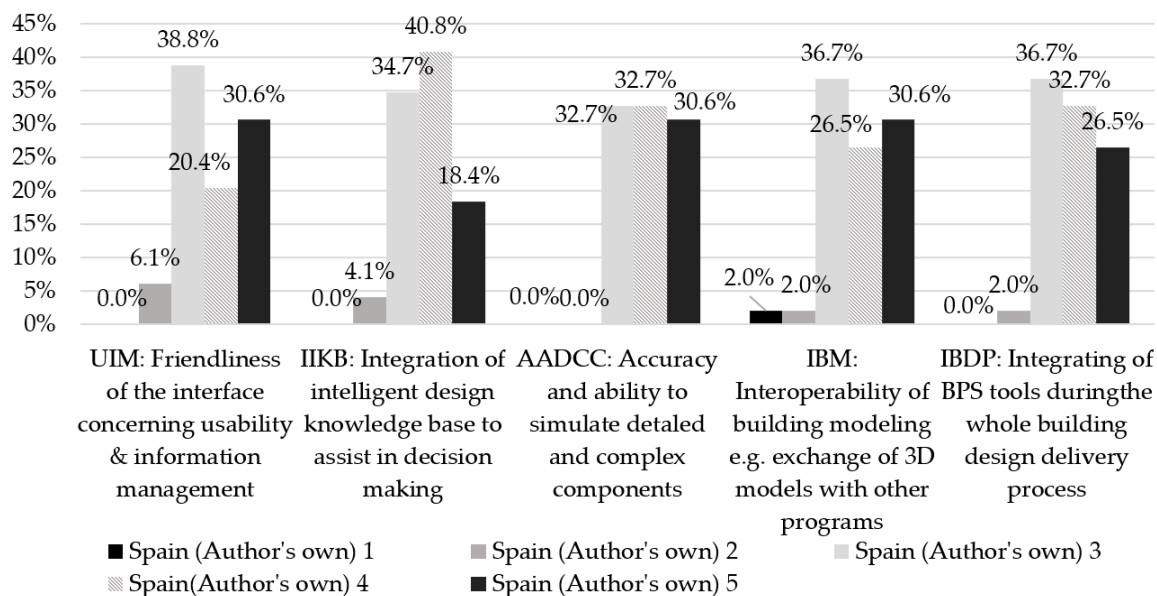 45%
40%
35%
30%
25%
20%
15%
10%
5%
0%
0.0%
6.1%
38.8%
20.4%
30.6%
0.0%
4.1%
34.7%
40.8%
18.4%
0.0%
0.0%
32.7%
32.7%
30.6%
2.0%
2.0%
36.7%
26.5%
30.6%
0.0%
2.0%
36.7%
32.7%
26.5%
UIM: Friendliness
of the interface
concerning usability
& information
management
IIKB: Integration of
intelligent design
knowledge base to
assist in decision
making
AADCC: Accuracy
and ability to
simulate detaled
and complex
components
IBM:
Interoperability of
building modeling
e.g. exchange of 3D
models with other
programs
IBDP: Integrating of
BPS tools duringthe
whole building
design delivery
process
Spain (Author's own) 1
Spain (Author's own) 2
Spain (Author's own) 3
Spain(Author's own) 4
Spain (Author's own) 5